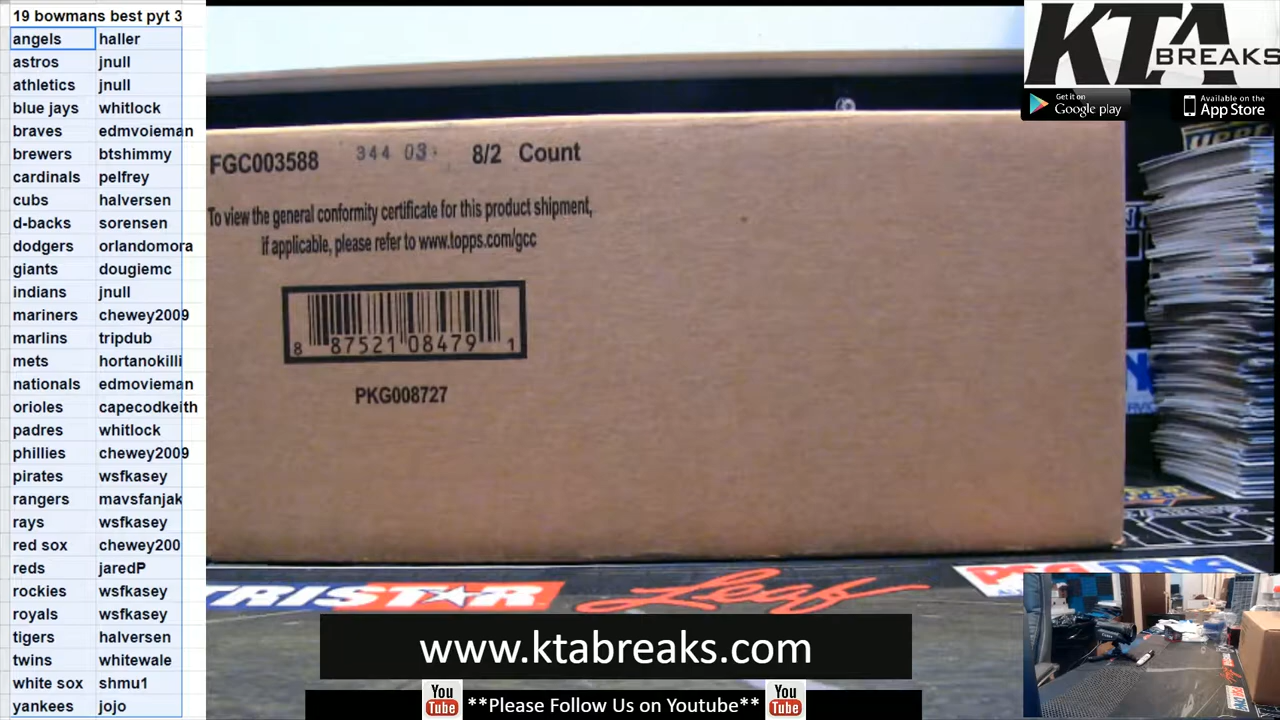 19 bowmans best pyt 3
angels haller
astros jnull
athletics jnull
blue jays whitlock
braves edmvoieman
brewers btshimmy
cardinals pelfrey
cubs halversen
d-backs sorensen
dodgers orlandomora
giants dougiemc
indians jnull
mariners chewey2009
marlins tripdub
mets hortanokilli
nationals edmovieman
orioles capecodkeith
padres whitlock
phillies chewey2009
pirates wsfkasey
rangers mavsfanjak
rays wsfkasey
red sox chewey200
reds jaredP
rockies wsfkasey
royals wsfkasey
tigers halversen
twins whitewale
white sox shmu1
yankees jojo
FGC003588 344 03 8/2 Count
To view the general conformity certificate for this product shipment,
if applicable, please refer to www.topps.com/gcc
8 87521 08479 1
PKG008727
KTA BREAKS
Get it on
Google play
Available on the
App Store
TRISTAR
Leaf
www.ktabreaks.com
You Tube **Please Follow Us on Youtube** You Tube